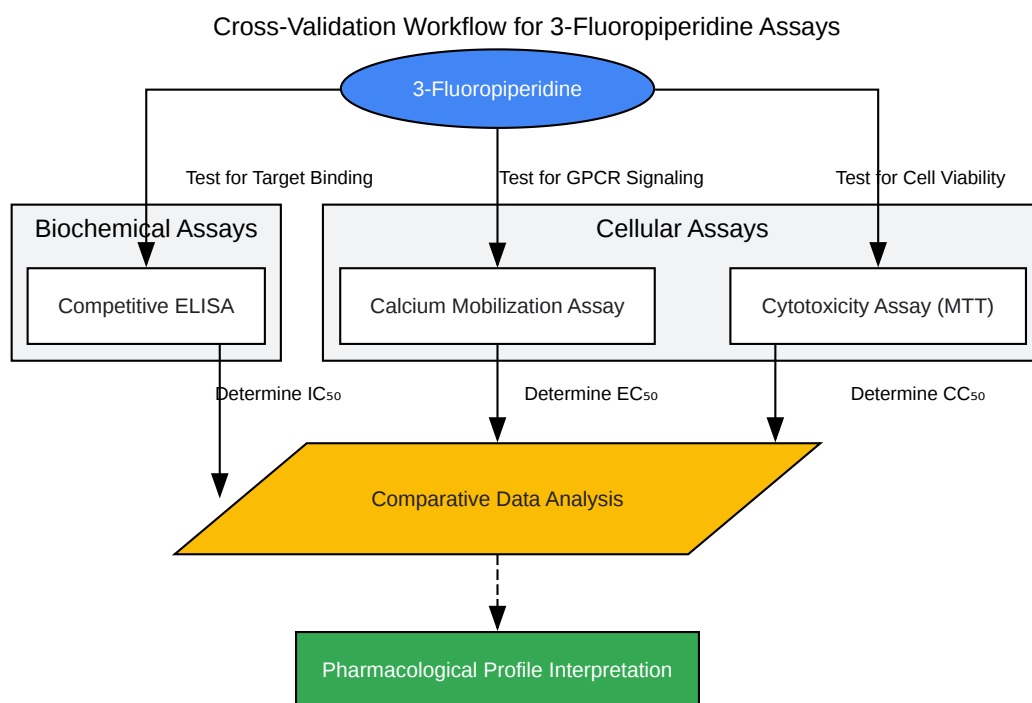 Cross-Validation Workflow for 3-Fluoropiperidine Assays
3-Fluoropiperidine
Test for Target Binding
Test for GPCR Signaling
Test for Cell Viability
Biochemical Assays
Cellular Assays
Competitive ELISA
Calcium Mobilization Assay
Cytotoxicity Assay (MTT)
Determine IC₅₀
Determine EC₅₀
Determine CC₅₀
Comparative Data Analysis
Pharmacological Profile Interpretation